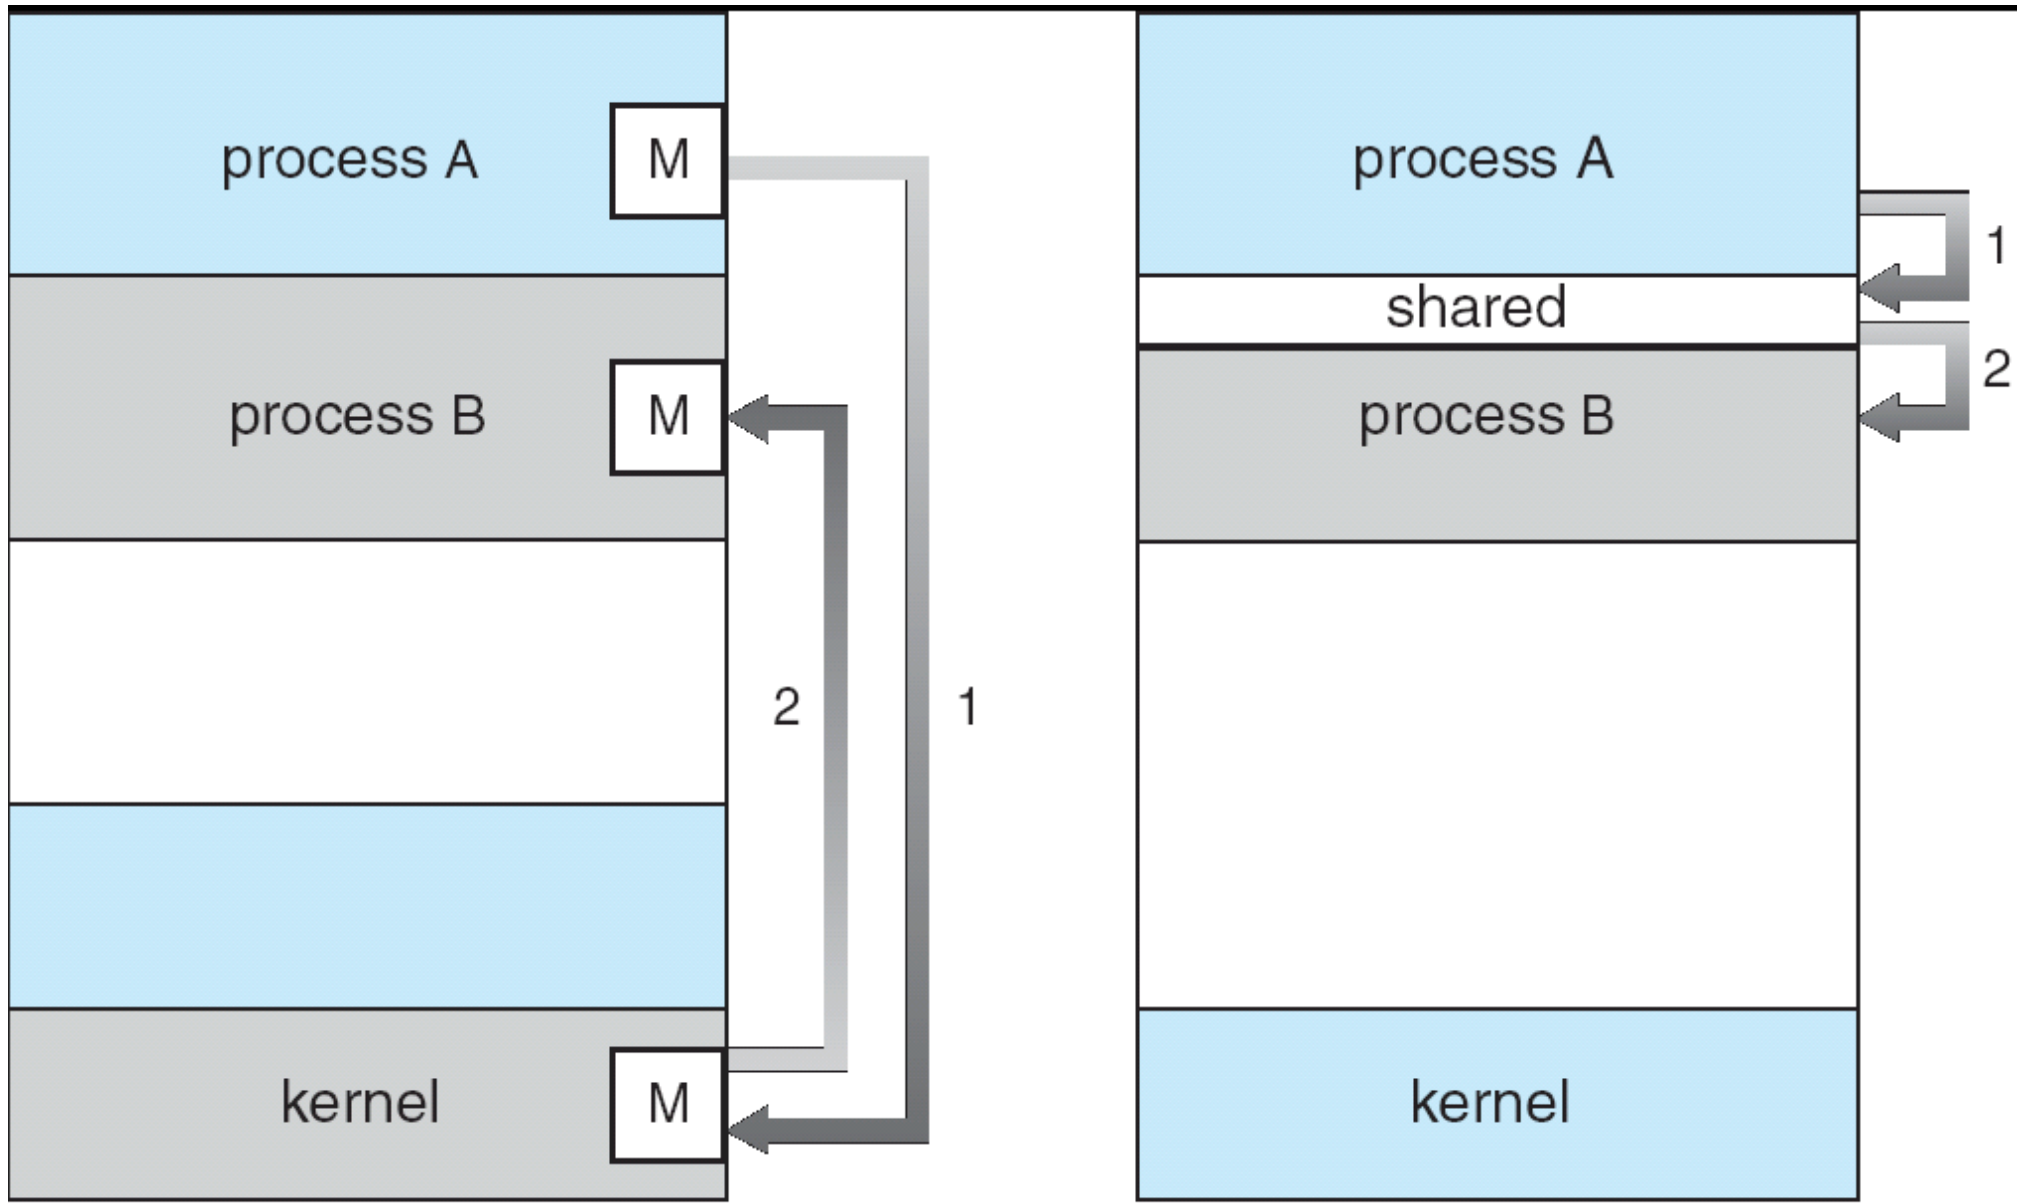 process A
M
process B
M
2
1
kernel
M
process A
1
shared
2
process B
kernel